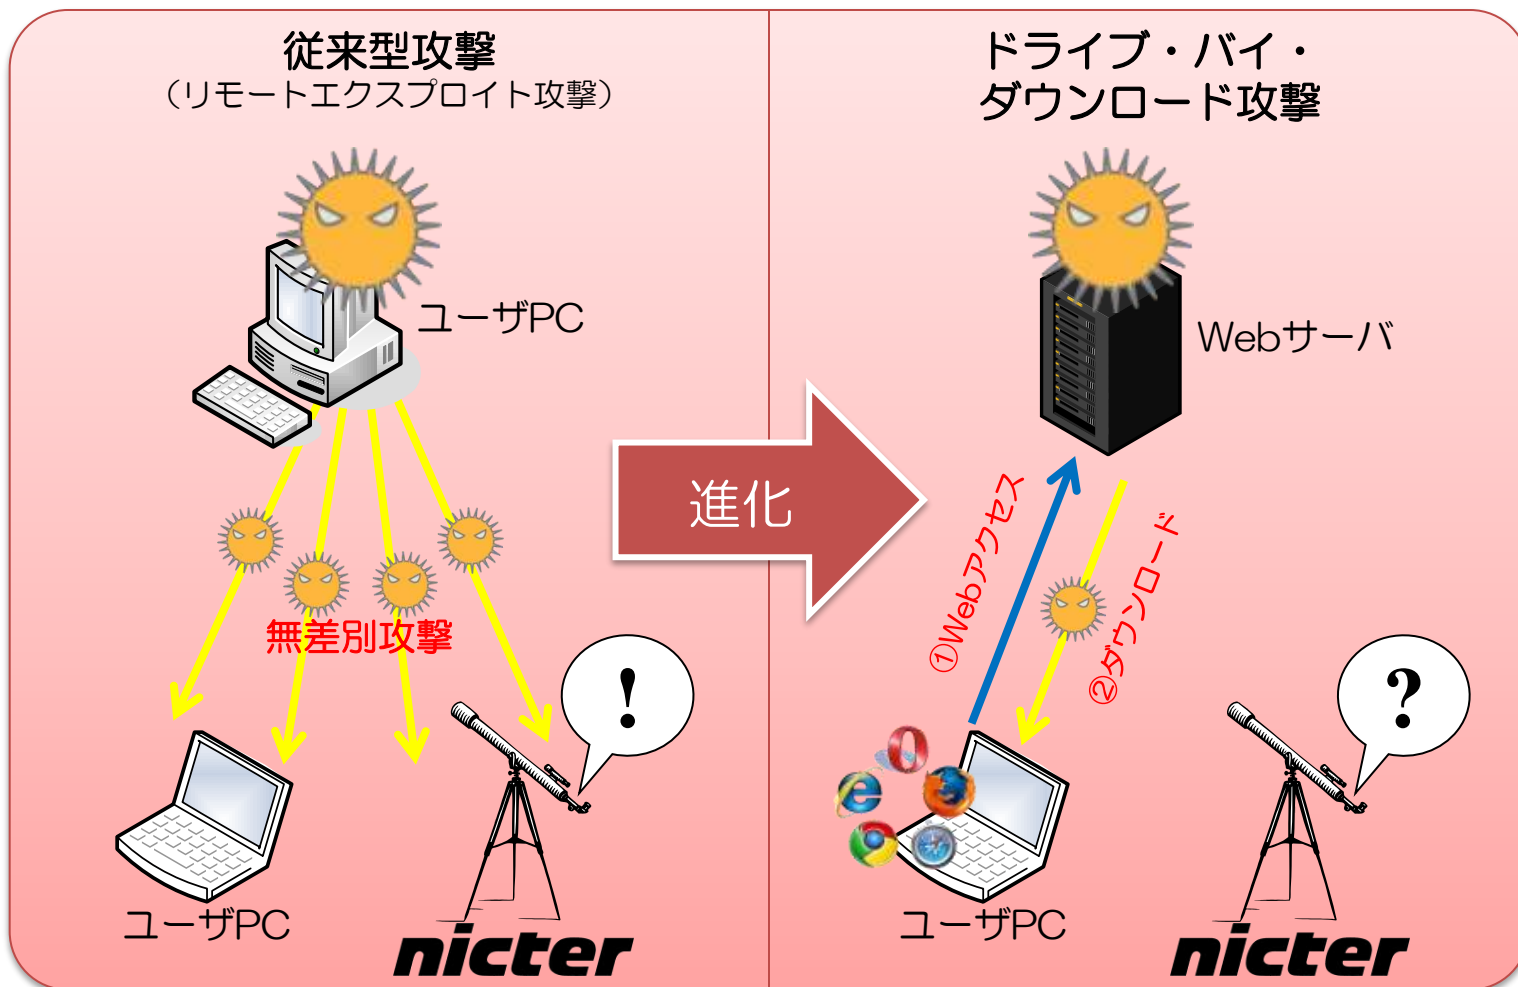 従来型攻撃
（リモートエクスプロイト攻撃）
ユーザPC
無差別攻撃
!
ユーザPC
nicter
進化
ドライブ・バイ・
ダウンロード攻撃
Webサーバ
①Webアクセス
②ダウンロード
?
ユーザPC
nicter